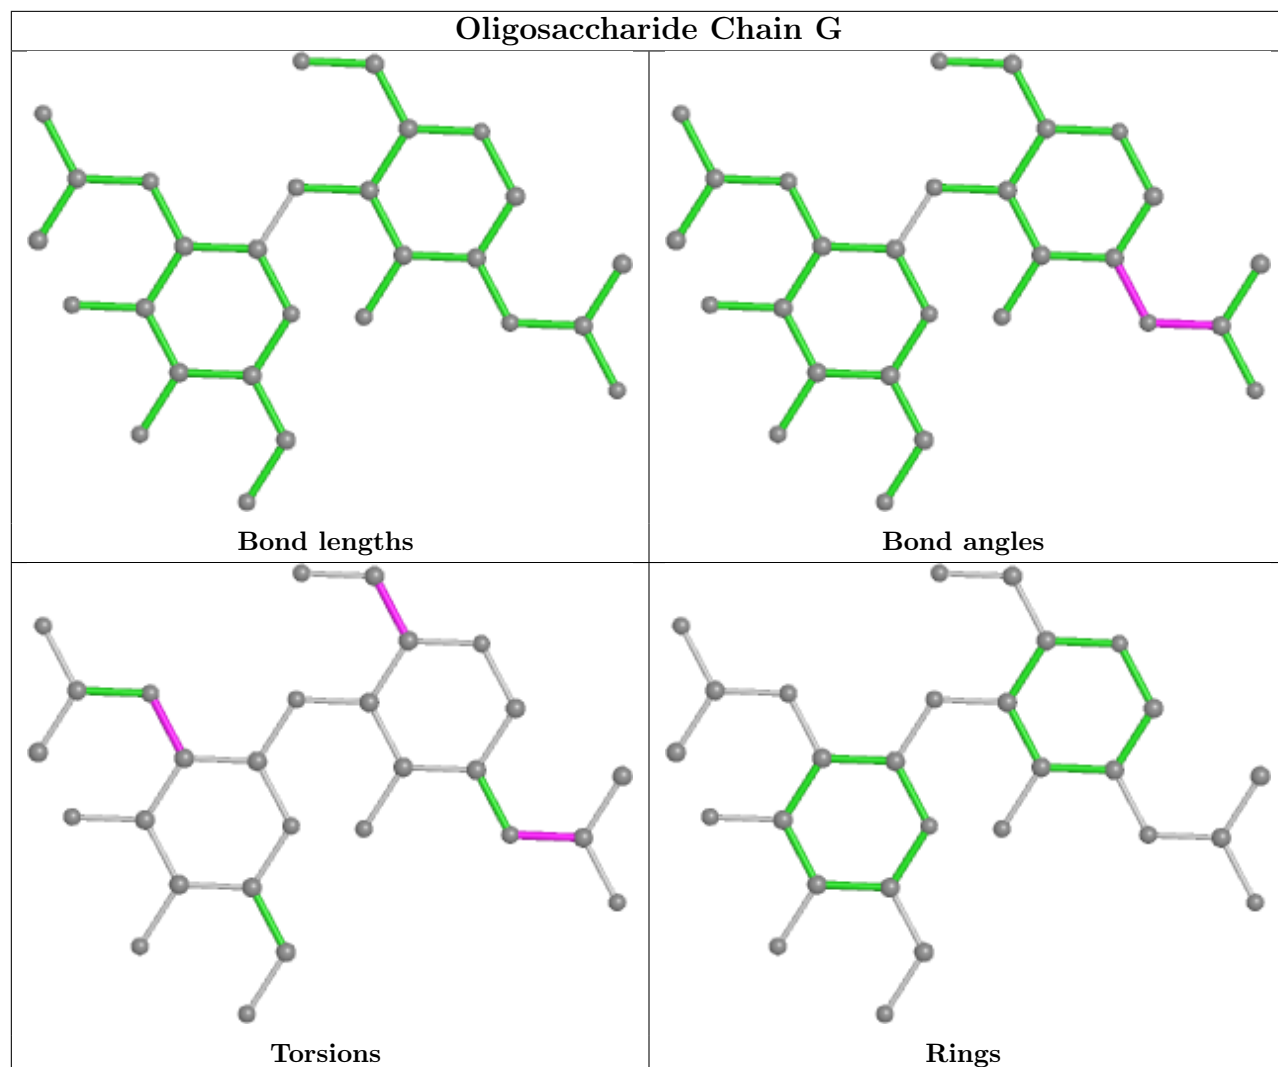 Oligosaccharide Chain G
Bond lengths
Bond angles
Torsions
Rings